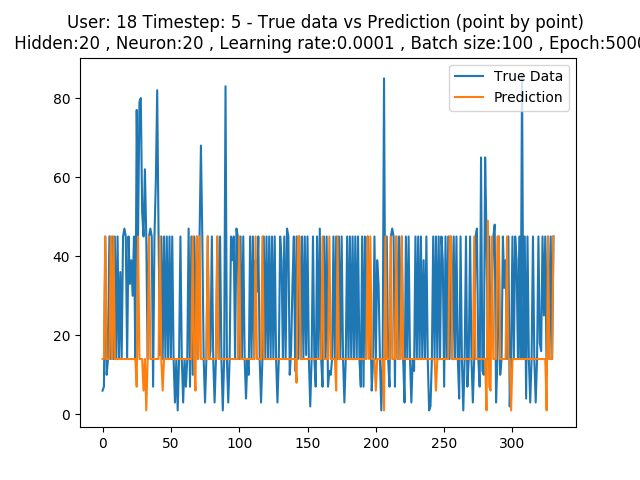 User: 18 Timestep: 5 - True data vs Prediction (point by point)
Hidden:20 , Neuron:20 , Learning rate:0.0001 , Batch size:100 , Epoch:5000
True Data
Prediction
80
60
40
20
0
0 50 100 150 200 250 300